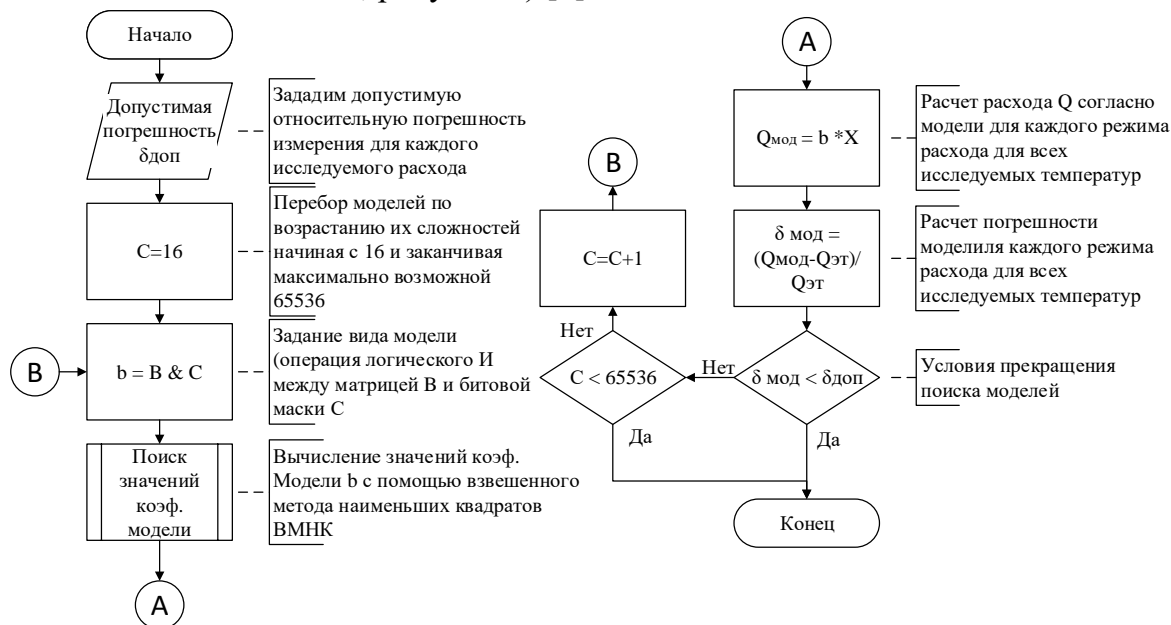 Начало
Допустимая
погрешность
δдоп
Зададим допустимую
относительную погрешность
измерения для каждого
исследуемого расхода
C=16
Перебор моделей по
возрастанию их сложностей
начиная с 16 и заканчивая
максимально возможной
65536
B
b = B & C
Задание вида модели
(операция логического И
между матрицей В и битовой
маски С
Поиск
значений
коэф.
модели
Вычисление значений коэф.
Модели b с помощью взвешенного
метода наименьших квадратов
ВМНК
A
A
Qмод = b *X
Расчет расхода Q согласно
модели для каждого режима
расхода для всех
исследуемых температур
B
C=C+1
δ мод =
(Qмод-Qэт)/
Qэт
Расчет погрешности
моделиля каждого режима
расхода для всех
исследуемых температур
Нет
C < 65536
Нет
δ мод < δдоп
Условия прекращения
поиска моделей
Да
Да
Конец